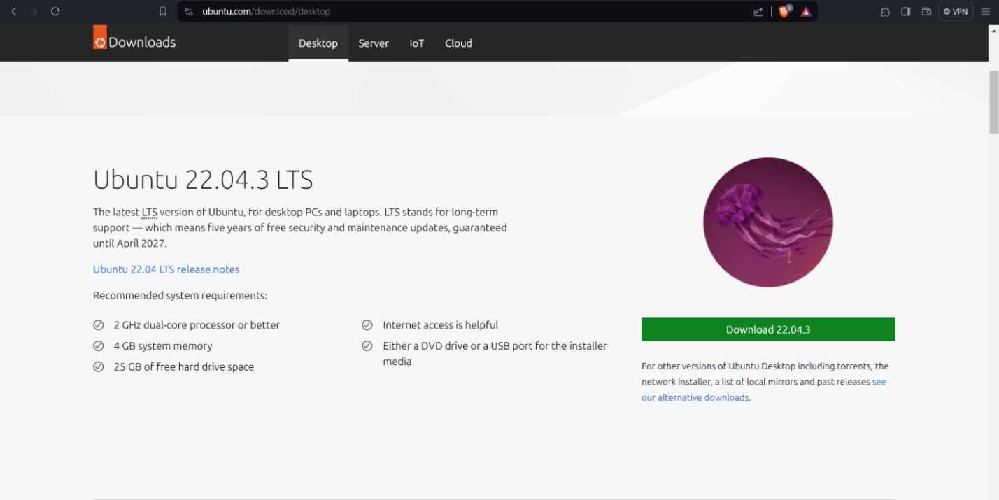 ubuntu.com/download/desktop
3
VPN
Downloads
Desktop
Server
IoT
Cloud
Ubuntu 22.04.3 LTS
The latest LTS version of Ubuntu, for desktop PCs and laptops. LTS stands for long-term
support — which means five years of free security and maintenance updates, guaranteed
until April 2027.
Ubuntu 22.04 LTS release notes
Recommended system requirements:
2 GHz dual-core processor or better
4 GB system memory
25 GB of free hard drive space
Internet access is helpful
Either a DVD drive or a USB port for the installer
media
Download 22.04.3
For other versions of Ubuntu Desktop including torrents, the
network installer, a list of local mirrors and past releases see
our alternative downloads.